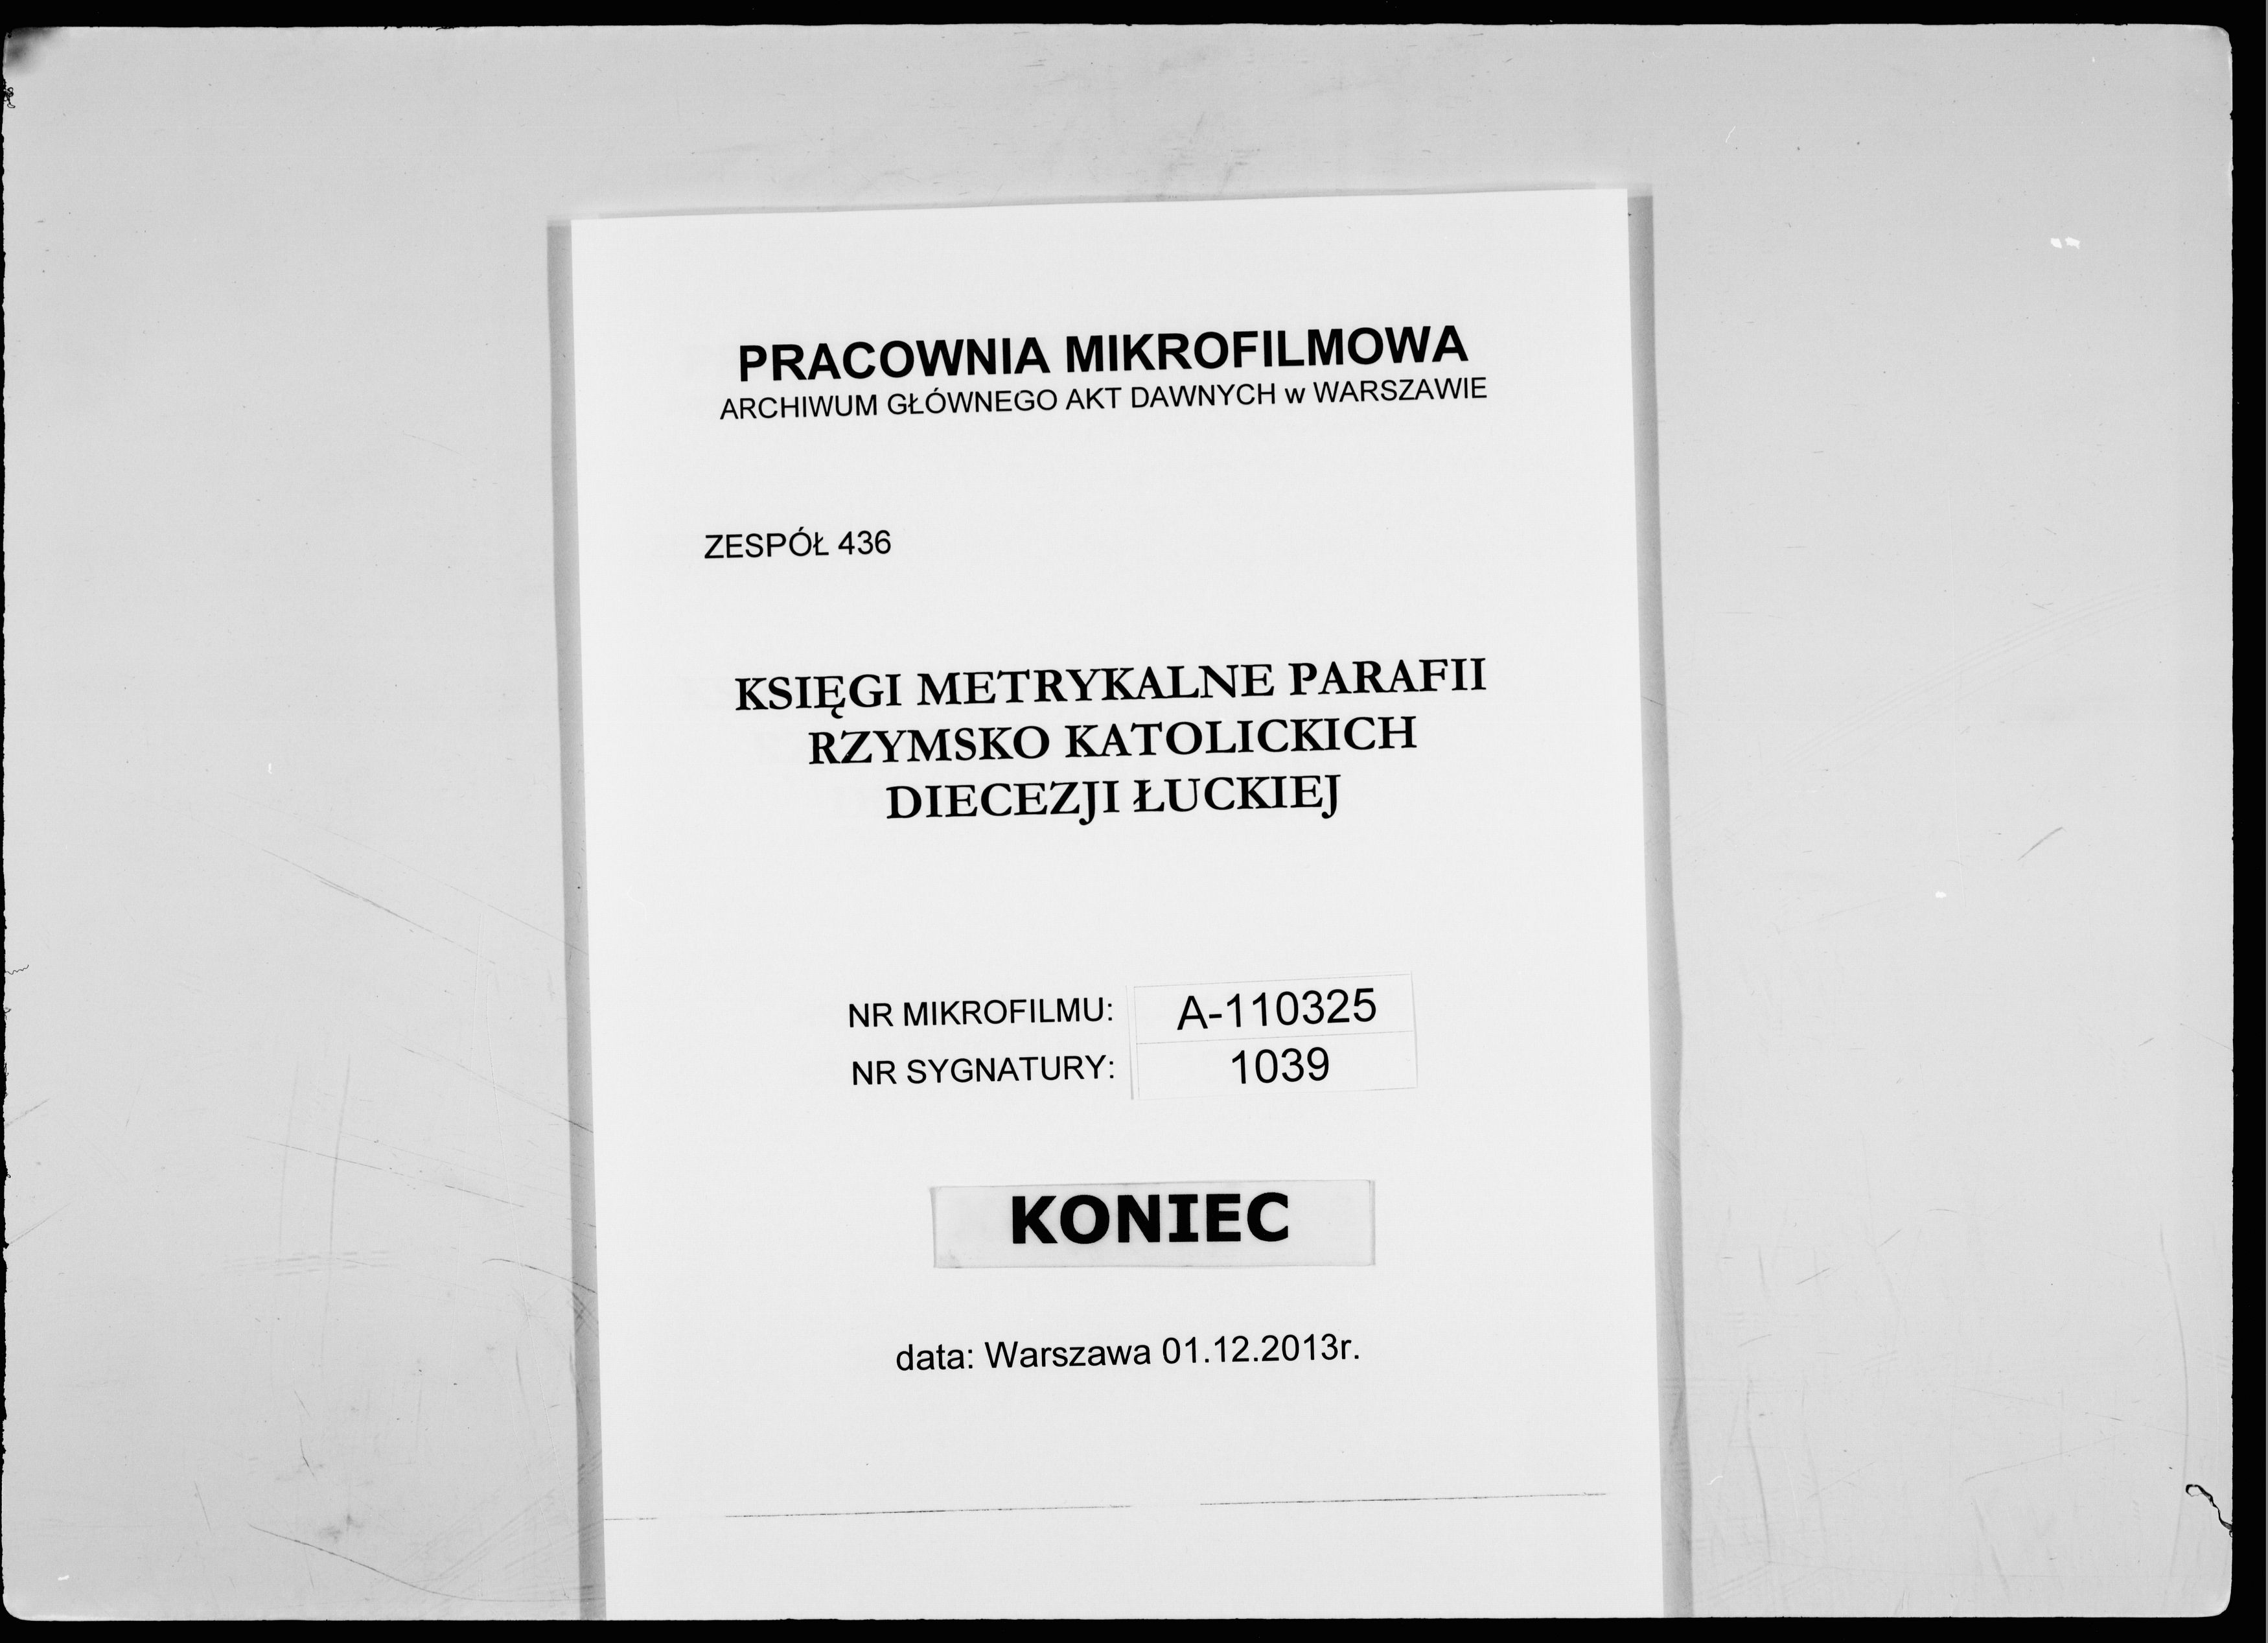 PRACOWNIA MIKROFILMOWA
ARCHIWUM GŁÓWNEGO AKT DAWNYCH w WARSZAWIE
ZESPÓŁ 436
KSIĘGI METRYKALNE PARAFII
RZYMSKO KATOLICKICH
DIECEZJI ŁUCKIEJ
NR MIKROFILMU: A-110325
NR SYGNATURY: 1039
KONIEC
data: Warszawa 01.12.2013r.